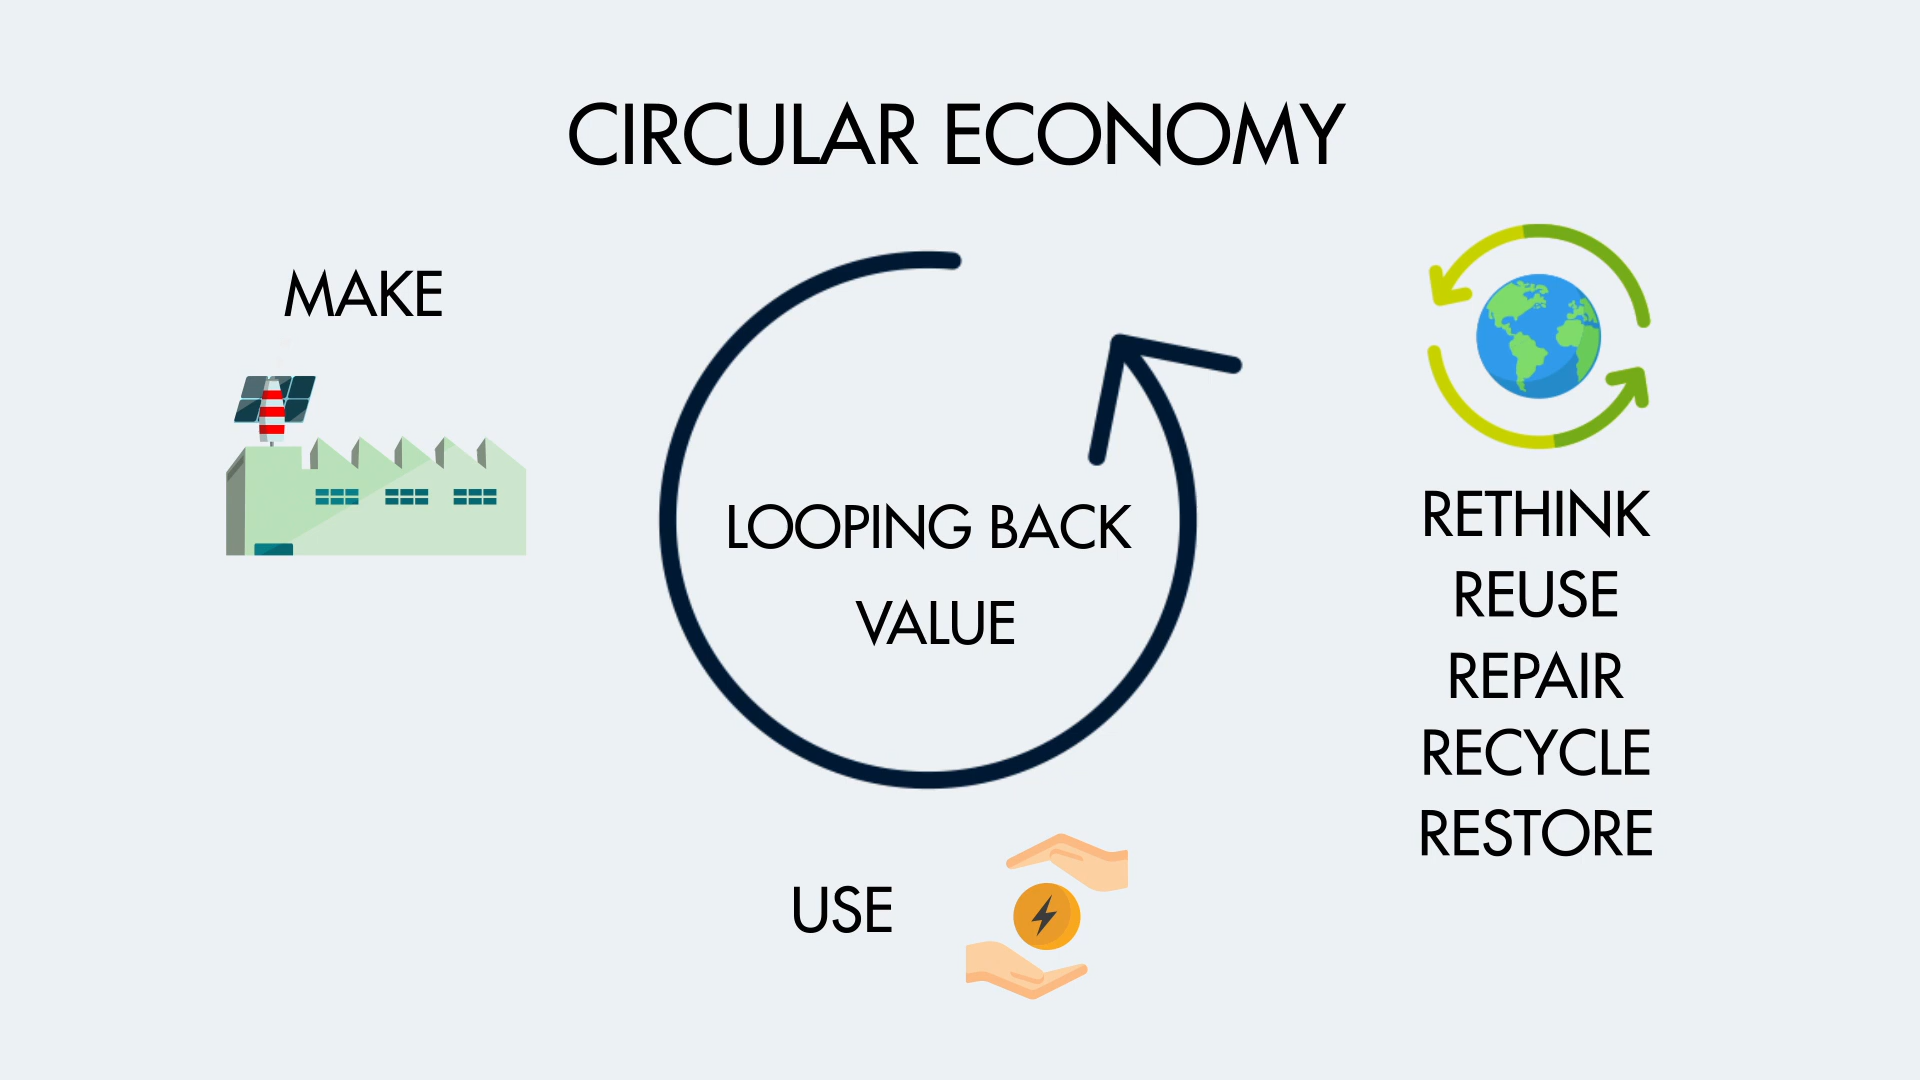 CIRCULAR ECONOMY
MAKE
LOOPING BACK
VALUE
USE
RETHINK
REUSE
REPAIR
RECYCLE
RESTORE